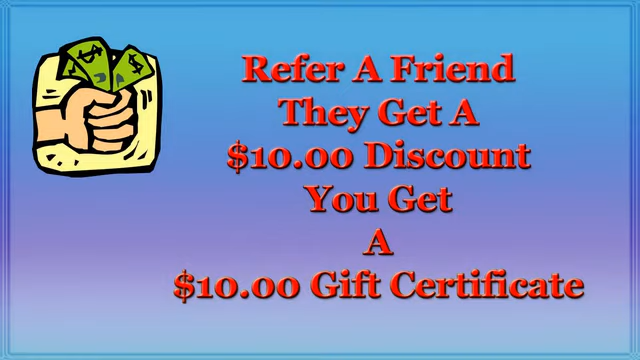 Refer A Friend
They Get A
$10.00 Discount
You Get
A
$10.00 Gift Certificate